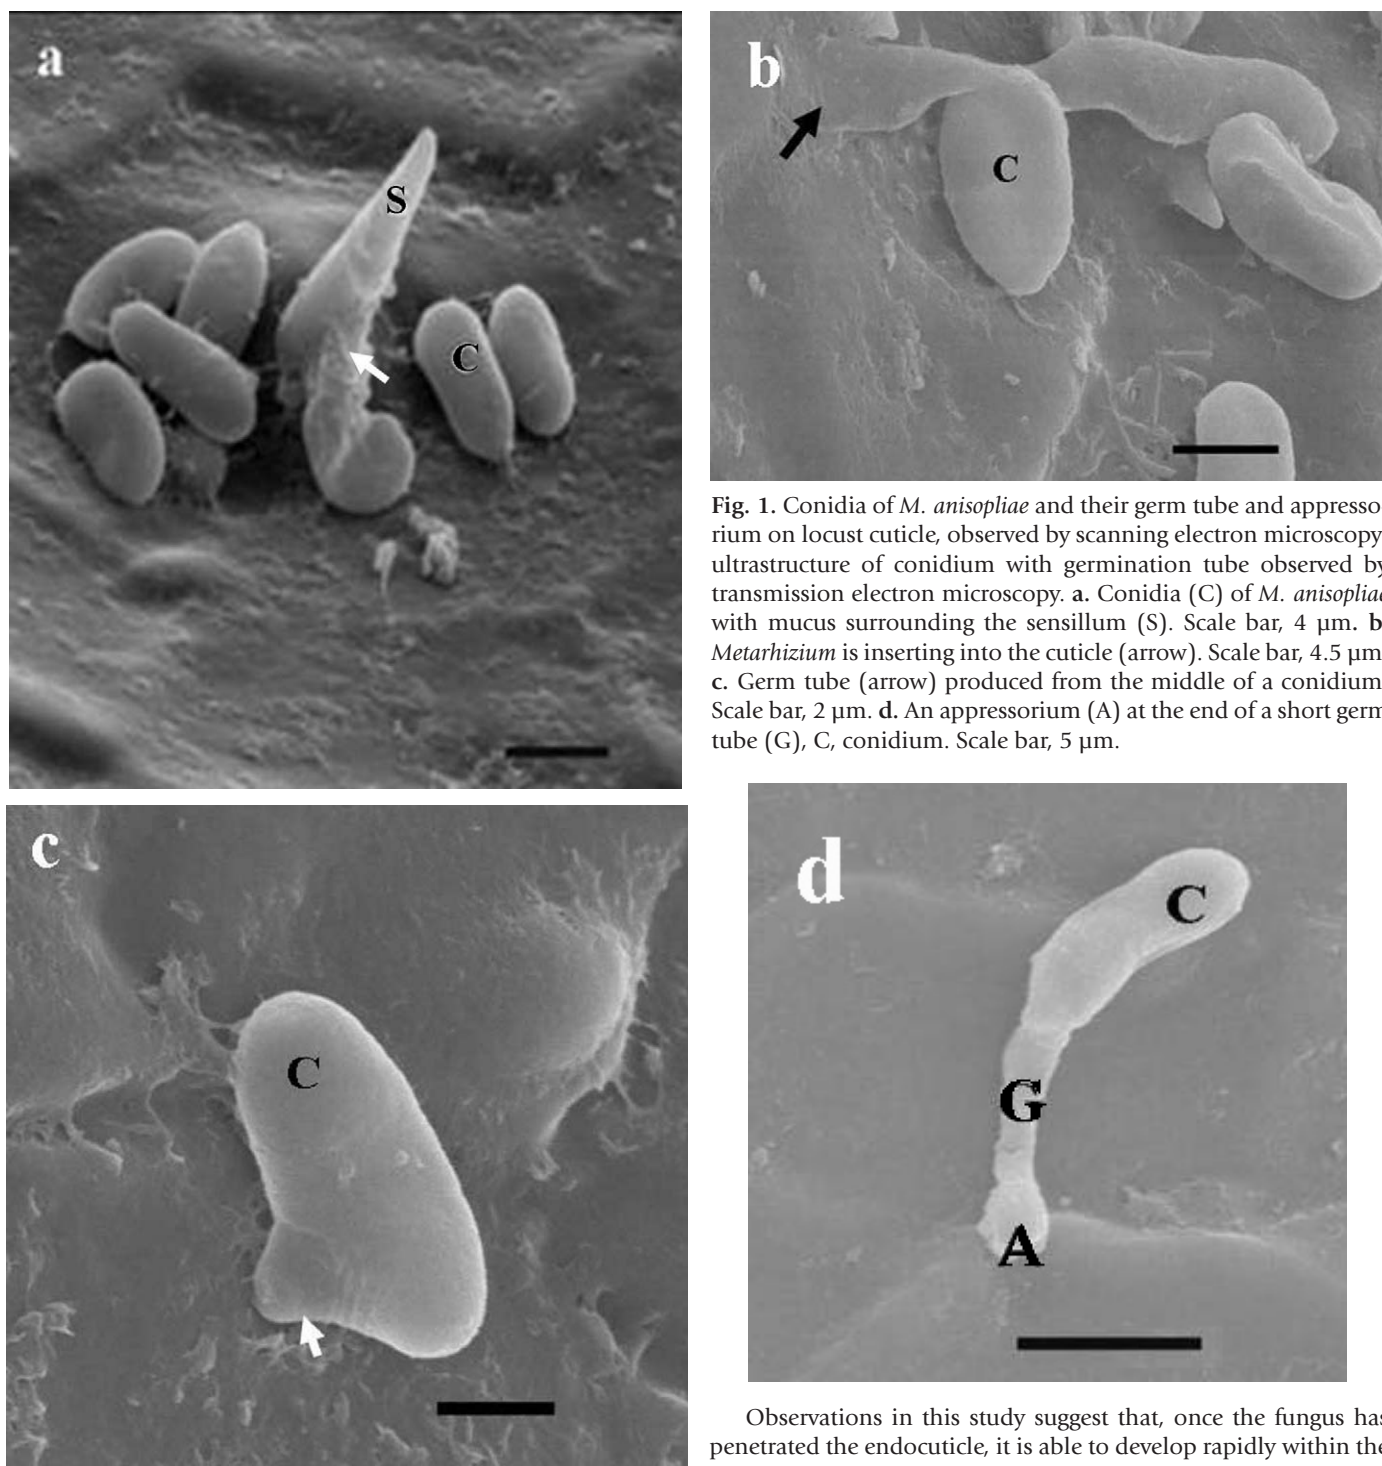 a
S
C
b
C
Fig. 1. Conidia of M. anisopliae and their germ tube and appresso
rium on locust cuticle, observed by scanning electron microscopy
ultrastructure of conidium with germination tube observed by
transmission electron microscopy. a. Conidia (C) of M. anisopliae
with mucus surrounding the sensillum (S). Scale bar, 4 µm. b
Metarhizium is inserting into the cuticle (arrow). Scale bar, 4.5 µm
c. Germ tube (arrow) produced from the middle of a conidium
Scale bar, 2 µm. d. An appressorium (A) at the end of a short germ
tube (G), C, conidium. Scale bar, 5 µm.
c
C
d
C
G
A
Observations in this study suggest that, once the fungus has
penetrated the endocuticle, it is able to develop rapidly within the